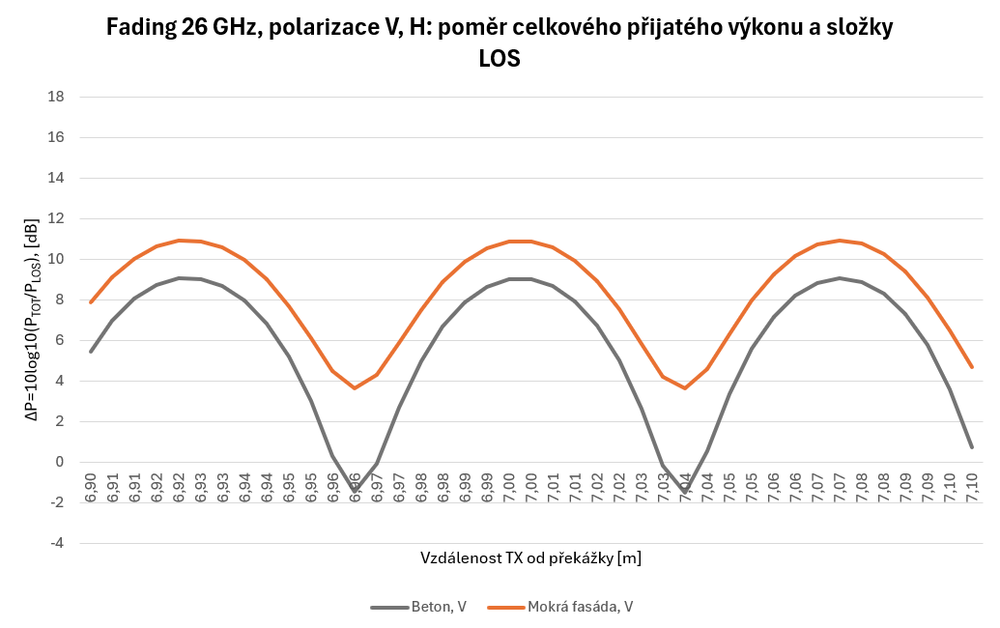 Fading 26 GHz, polarizace V, H: poměr celkového přijatého výkonu a složky
LOS
18
16
14
12
10
8
6
4
2
0
-2
-4
ΔP=10log10(PTOT/PLOS), [dB]
6,90 6,91 6,91 6,92 6,92 6,93 6,93 6,94 6,94 6,95 6,95 6,96 6,96 6,97 6,97 6,98 6,98 6,99 6,99 7,00 7,00 7,01 7,01 7,02 7,02 7,03 7,03 7,04 7,04 7,05 7,05 7,06 7,06 7,07 7,07 7,08 7,08 7,09 7,09 7,10 7,10
Vzdálenost TX od překážky [m]
Beton, V Mokrá fasáda, V